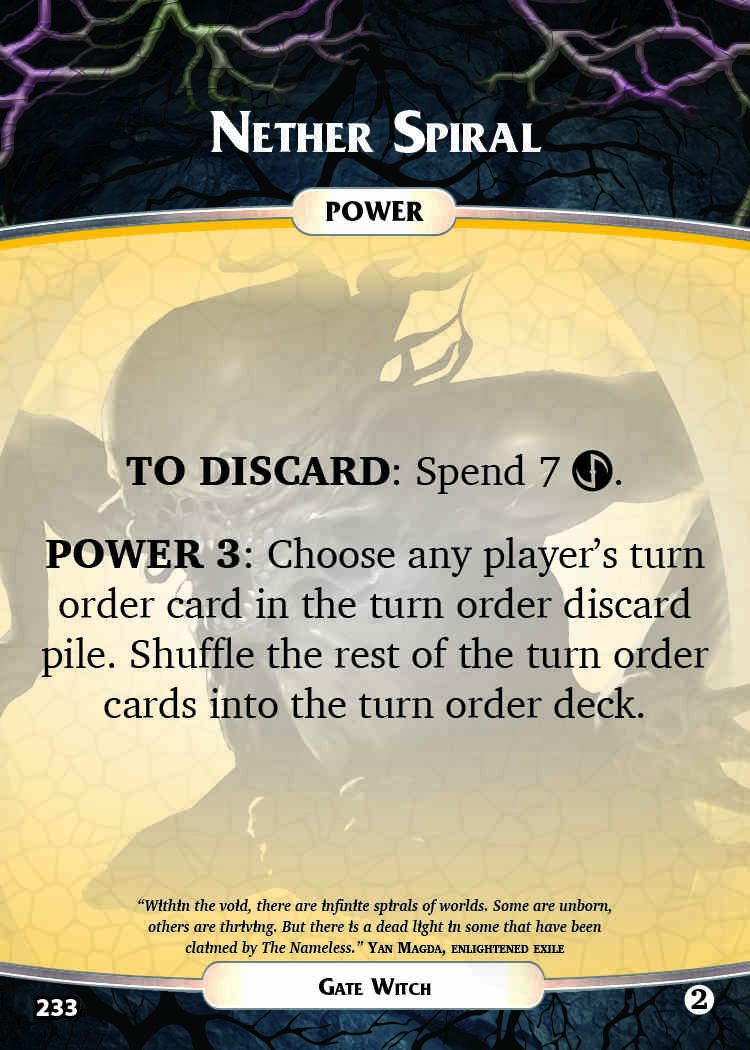 NETHER SPIRAL
POWER
TO DISCARD: Spend 7 .
POWER 3: Choose any player’s turn
order card in the turn order discard
pile. Shuffle the rest of the turn order
cards into the turn order deck.
“Within the void, there are infinite spirals of worlds. Some are unborn,
others are thriving. But there is a dead light in some that have been
claimed by The Nameless.” YAN MAGDA, ENLIGHTENED EXILE
GATE WITCH
233
2